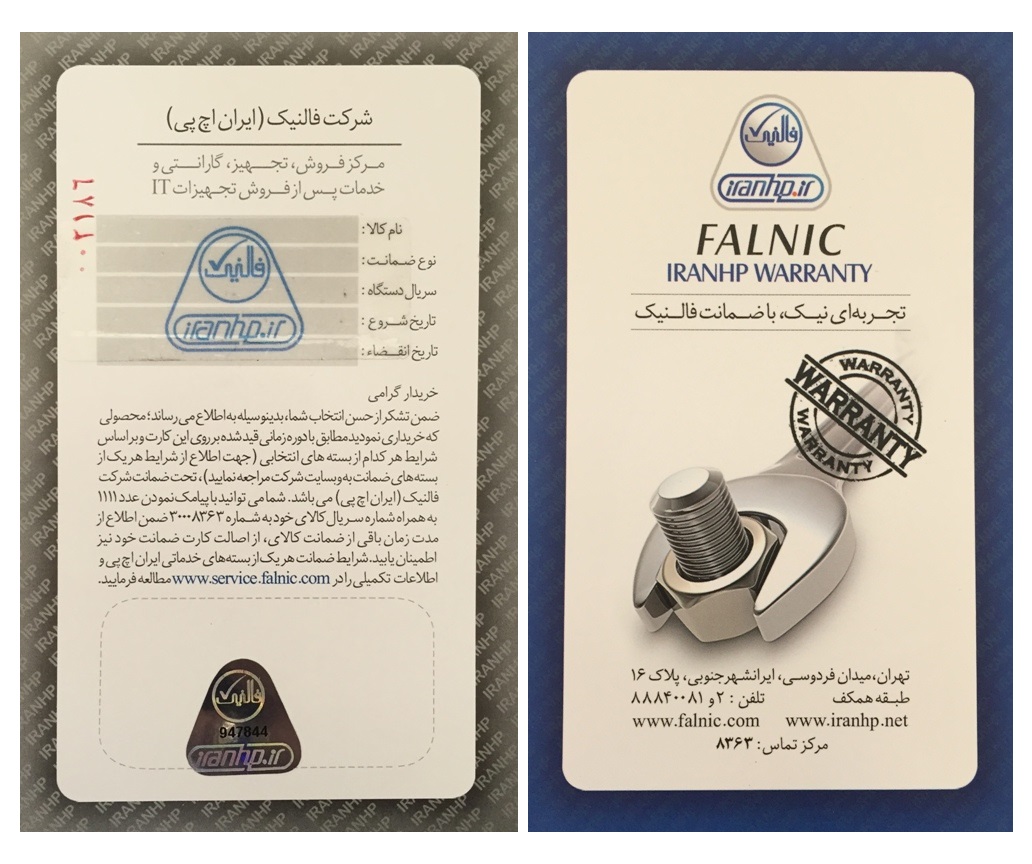 شرکت فالنیک (ایران اچ پی)
مرکز فروش، تجهیز، گارانتی و
خدمات پس از فروش تجهیزات IT
۰۰۲۱۸۶
نام کالا:
نوع ضمانت:
سریال دستگاه:
تاریخ شروع:
تاریخ انقضاء:
فالنیک
iranhp.ir
خریدار گرامی
ضمن تشکر از حسن انتخاب شما، بدینوسیله به اطلاع می رساند؛ محصولی
که خریداری نمودید مطابق با دوره زمانی قید شده بر روی این کارت و بر اساس
شرایط هر کدام از بسته های انتخابی (جهت اطلاع از شرایط هر یک از
بسته های ضمانت به وبسایت شرکت مراجعه نمایید)، تحت ضمانت شرکت
فالنیک (ایران اچ پی) می باشد. شما می توانید با پیامک نمودن عدد ۱۱۱۱
به همراه شماره سریال کالای خود به شماره ۳۰۰۰۸۳۶۳ ضمن اطلاع از
مدت زمان باقی از ضمانت کالای، از اصالت کارت ضمانت خود نیز
اطمینان یابید. شرایط ضمانت هر یک از بسته های خدماتی ایران اچ پی و
اطلاعات تکمیلی را در www.service.falnic.com مطالعه فرمایید.
فالنیک
947844
iranhp.ir
فالنیک
iranhp.ir
FALNIC
IRANHP WARRANTY
تجربه ای نیک، با ضمانت فالنیک
WARRANTY
WARRANTY
WARRANTY
تهران، میدان فردوسی، ایرانشهر جنوبی، پلاک ۱۶
طبقه همکف تلفن: ۲ و ۸۸۸۴۰۰۸۱
www.falnic.com www.iranhp.net
مرکز تماس: ۸۳۶۳